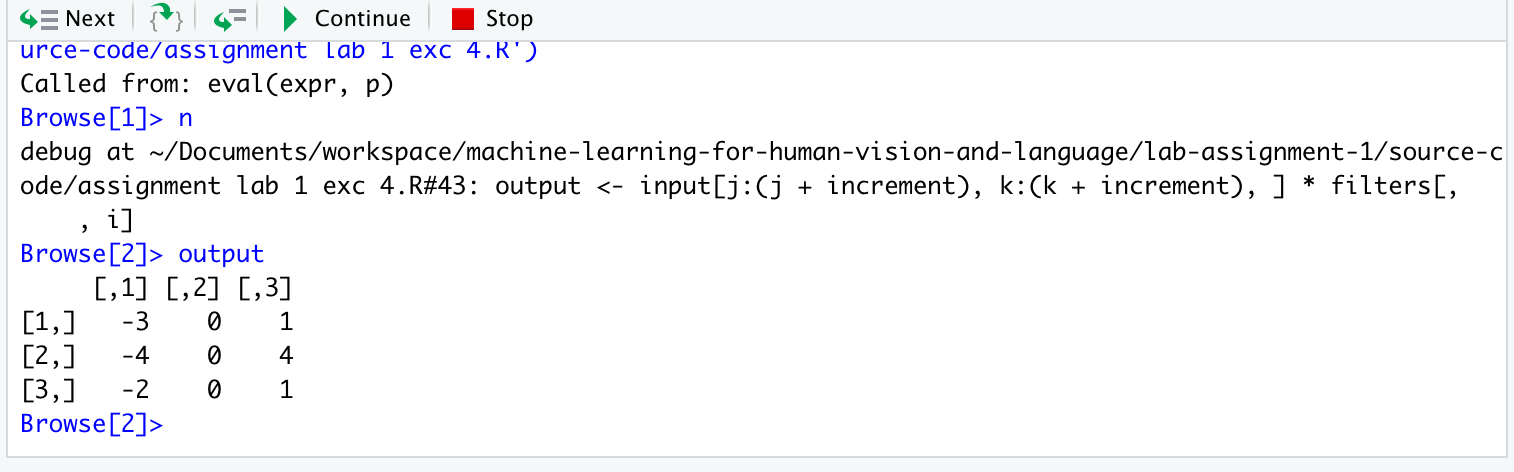 Next Continue Stop
urce-code/assignment lab 1 exc 4.R')
Called from: eval(expr, p)
Browse[1]> n
debug at ~/Documents/workspace/machine-learning-for-human-vision-and-language/lab-assignment-1/source-c
ode/assignment lab 1 exc 4.R#43: output <- input[j:(j + increment), k:(k + increment), ] * filters[,
    , i]
Browse[2]> output
     [,1] [,2] [,3]
[1,]   -3    0    1
[2,]   -4    0    4
[3,]   -2    0    1
Browse[2]>